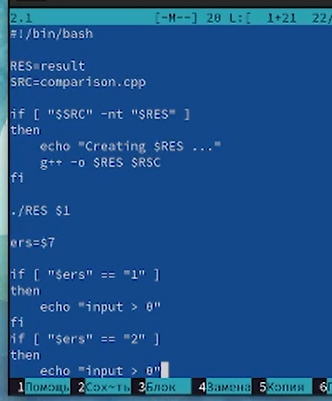 2.1 [-M--] 20 L:[ 1+21 22/
#!/bin/bash
RES=result
SRC=comparison.cpp
if [ "$SRC" -nt "$RES" ]
then
echo "Creating $RES ..."
g++ -o $RES $RSC
fi
./RES $1
ers=$7
if [ "$ers" == "1" ]
then
echo "input > 0"
fi
if [ "$ers" == "2" ]
then
echo "input > 0"
1Помощь 2Сох~ть 3Блок 4Замена 5Копия